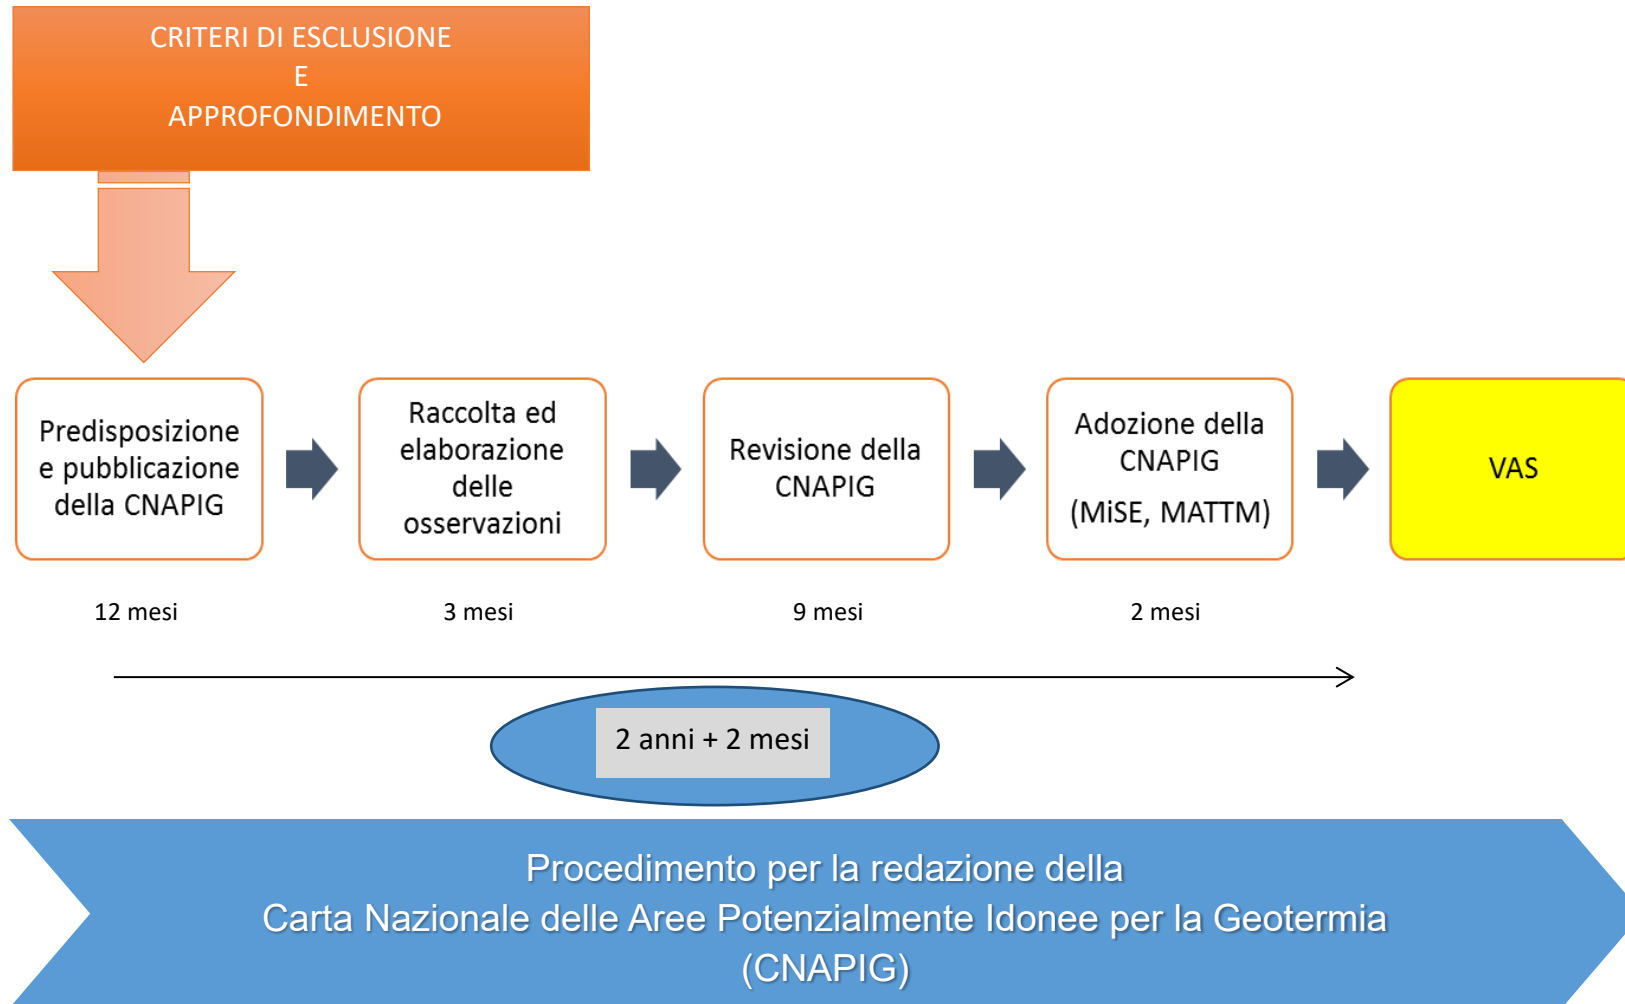 CRITERI DI ESCLUSIONE
E
APPROFONDIMENTO
Predisposizione
e pubblicazione
della CNAPIG
Raccolta ed
elaborazione
delle
osservazioni
Revisione della
CNAPIG
Adozione della
CNAPIG
(MiSE, MATTM)
VAS
12 mesi
3 mesi
9 mesi
2 mesi
2 anni + 2 mesi
Procedimento per la redazione della
Carta Nazionale delle Aree Potenzialmente Idonee per la Geotermia
(CNAPIG)